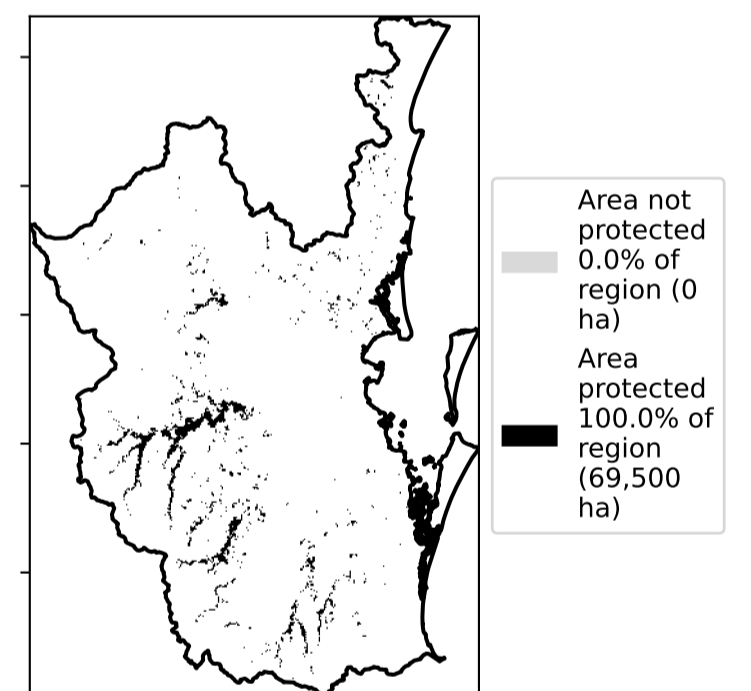 Area not
protected
0.0% of
region (0
ha)
Area
protected
100.0% of
region
(69,500
ha)